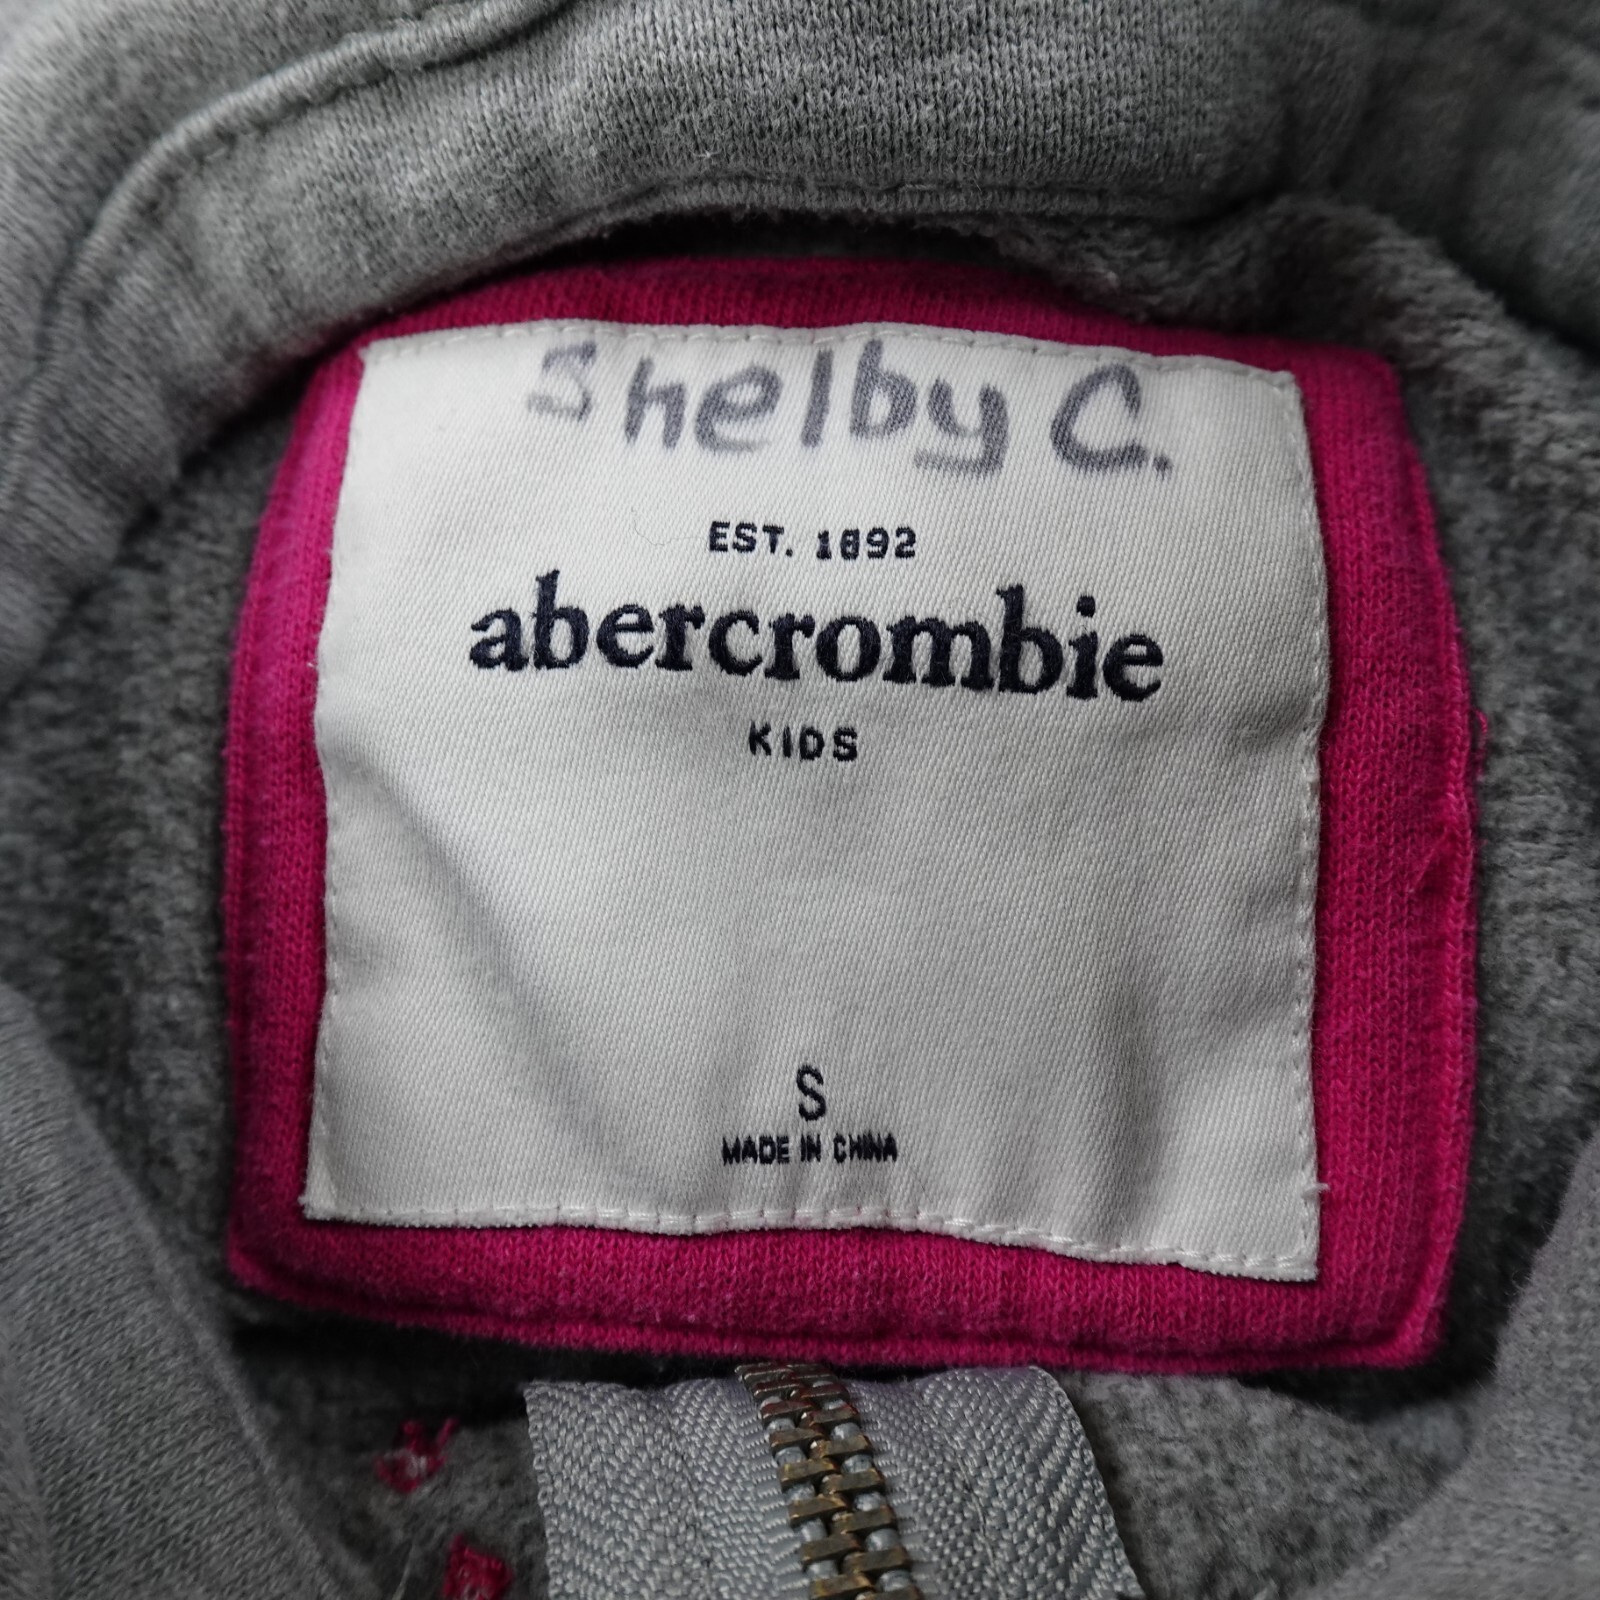 Shelby C.
EST. 1892
abercrombie
KIDS
S
MADE IN CHINA